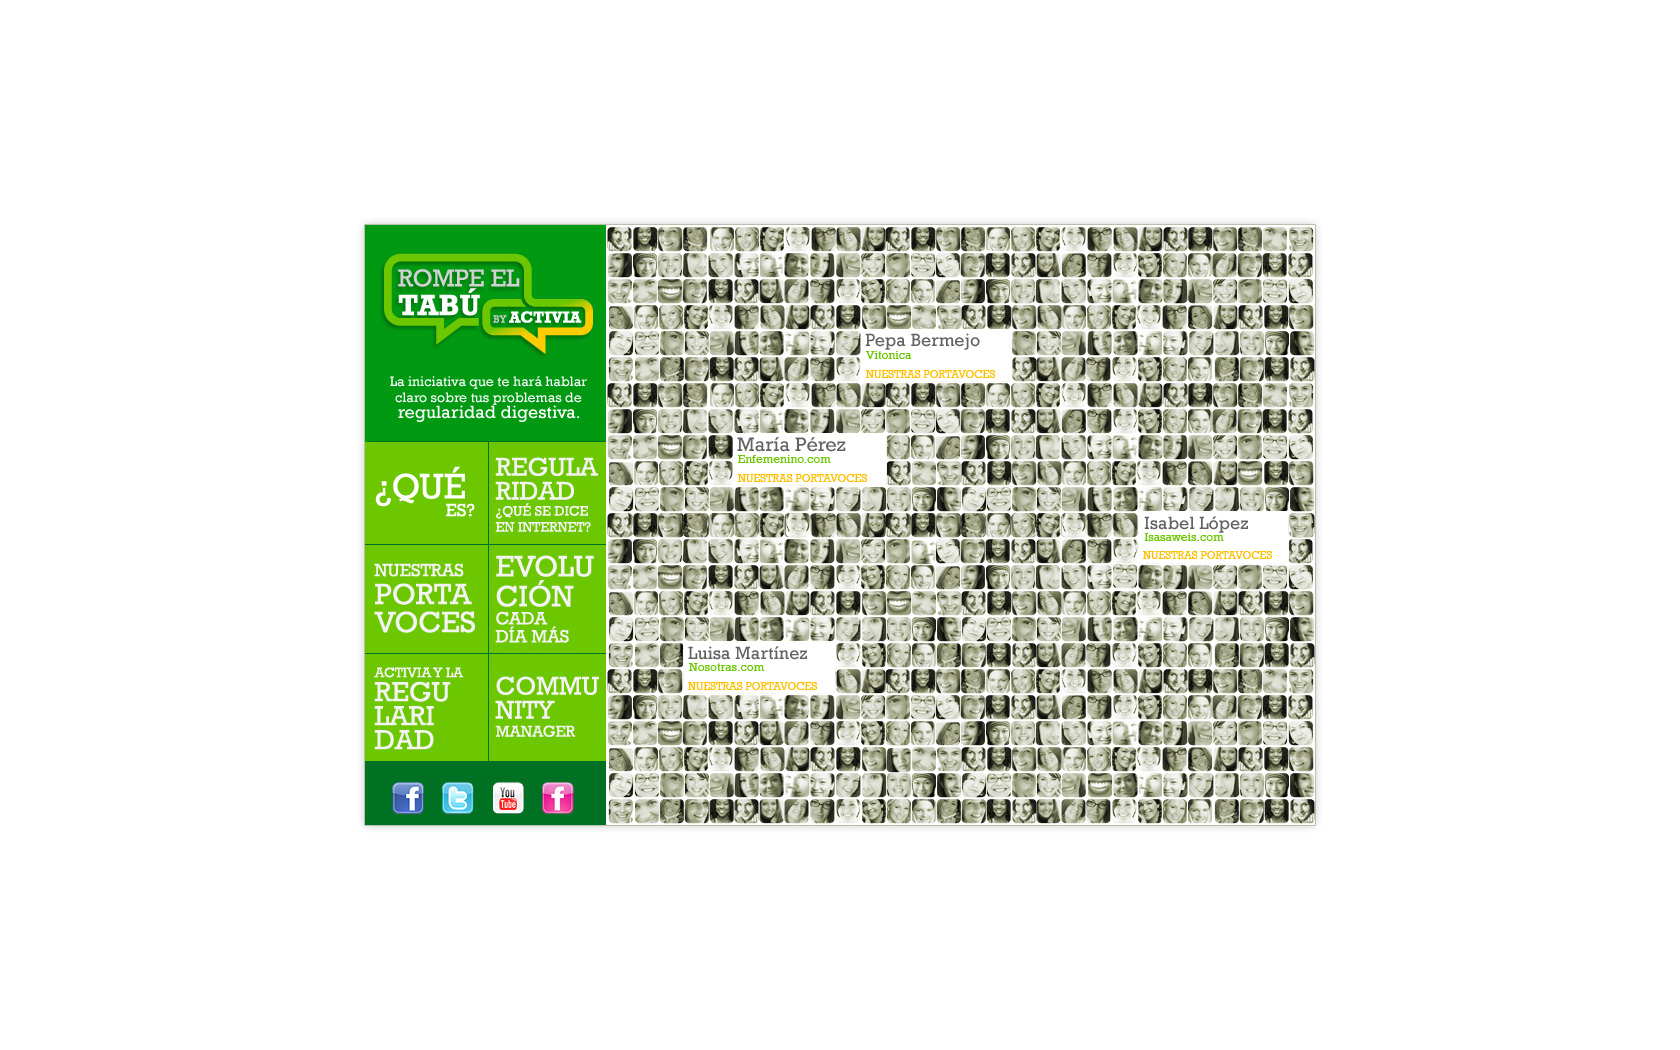 ROMPE EL
TABÚ
BY ACTIVIA
La iniciativa que te hará hablar
claro sobre tus problemas de
regularidad digestiva.
¿QUÉ
ES?
REGULA
RIDAD
¿QUÉ SE DICE
EN INTERNET?
NUESTRAS
PORTA
VOCES
EVOLU
CIÓN
CADA
DÍA MÁS
ACTIVIA Y LA
REGU
LARI
DAD
COMMU
NITY
MANAGER
f
t
You
Tube
f
Pepa Bermejo
Vitonica
NUESTRAS PORTAVOCES
María Pérez
Enfemenino.com
NUESTRAS PORTAVOCES
Isabel López
Isasaweis.com
NUESTRAS PORTAVOCES
Luisa Martínez
Nosotras.com
NUESTRAS PORTAVOCES